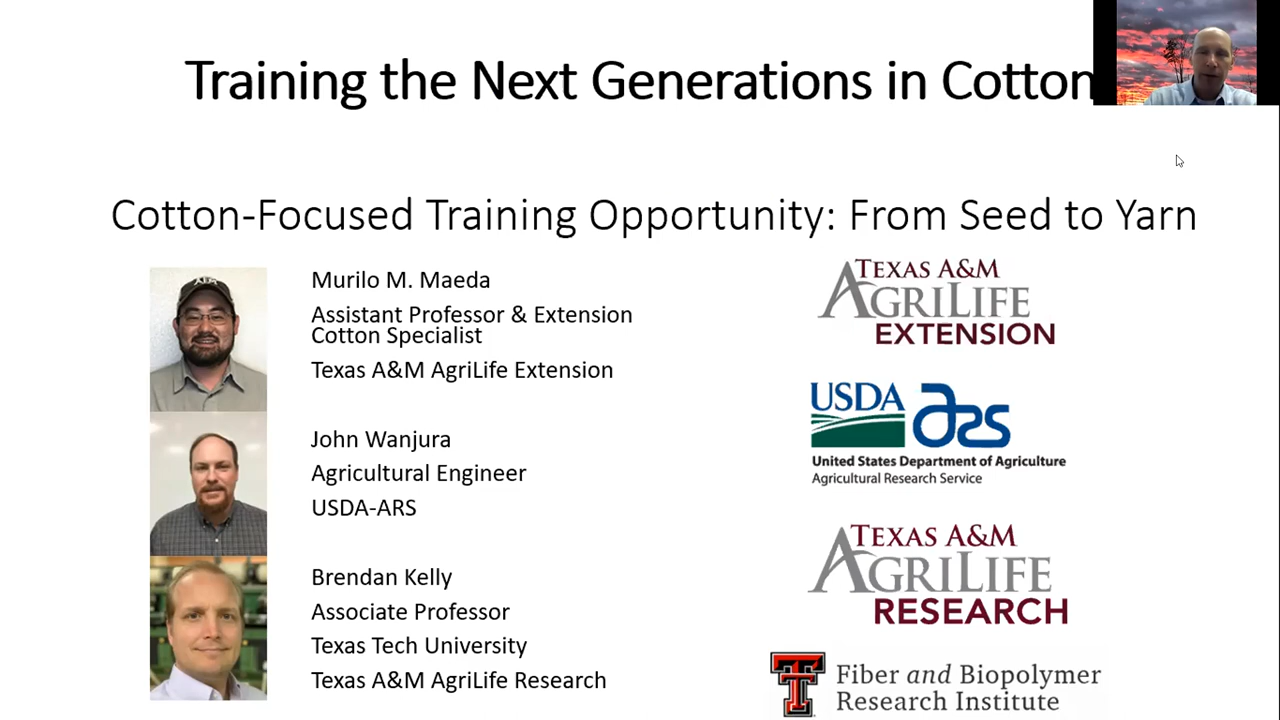 Training the Next Generations in Cotton
Cotton-Focused Training Opportunity: From Seed to Yarn
Murilo M. Maeda
Assistant Professor & Extension
Cotton Specialist
Texas A&M AgriLife Extension
John Wanjura
Agricultural Engineer
USDA-ARS
Brendan Kelly
Associate Professor
Texas Tech University
Texas A&M AgriLife Research
TEXAS A&M
AGRILIFE
EXTENSION
USDA ars
United States Department of Agriculture
Agricultural Research Service
TEXAS A&M
AGRILIFE
RESEARCH
Fiber and Biopolymer
Research Institute